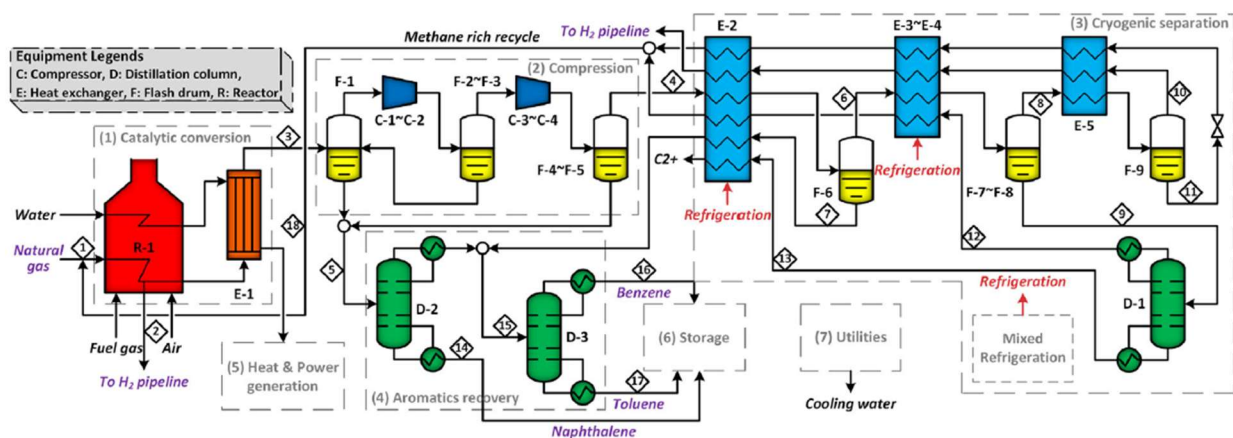 Equipment Legends
C: Compressor, D: Distillation column,
E: Heat exchanger, F: Flash drum, R: Reactor
Methane rich recycle
To H₂ pipeline
E-2
E-3~E-4
(3) Cryogenic separation
(1) Catalytic conversion
3
F-1
C-1~C-2
F-2~F-3
C-3~C-4
(2) Compression
F-4~F-5
4
6
8
E-5
10
C2+
Refrigeration
F-6
7
Refrigeration
F-7~F-8
F-9
11
9
12
13
Water
Natural
gas
1
R-1
18
E-1
Fuel gas
2
Air
To H₂ pipeline
(5) Heat & Power
generation
5
D-2
14
15
D-3
16
Benzene
17
Toluene
(4) Aromatics recovery
Naphthalene
(6) Storage
(7) Utilities
Cooling water
Refrigeration
Mixed
Refrigeration
D-1